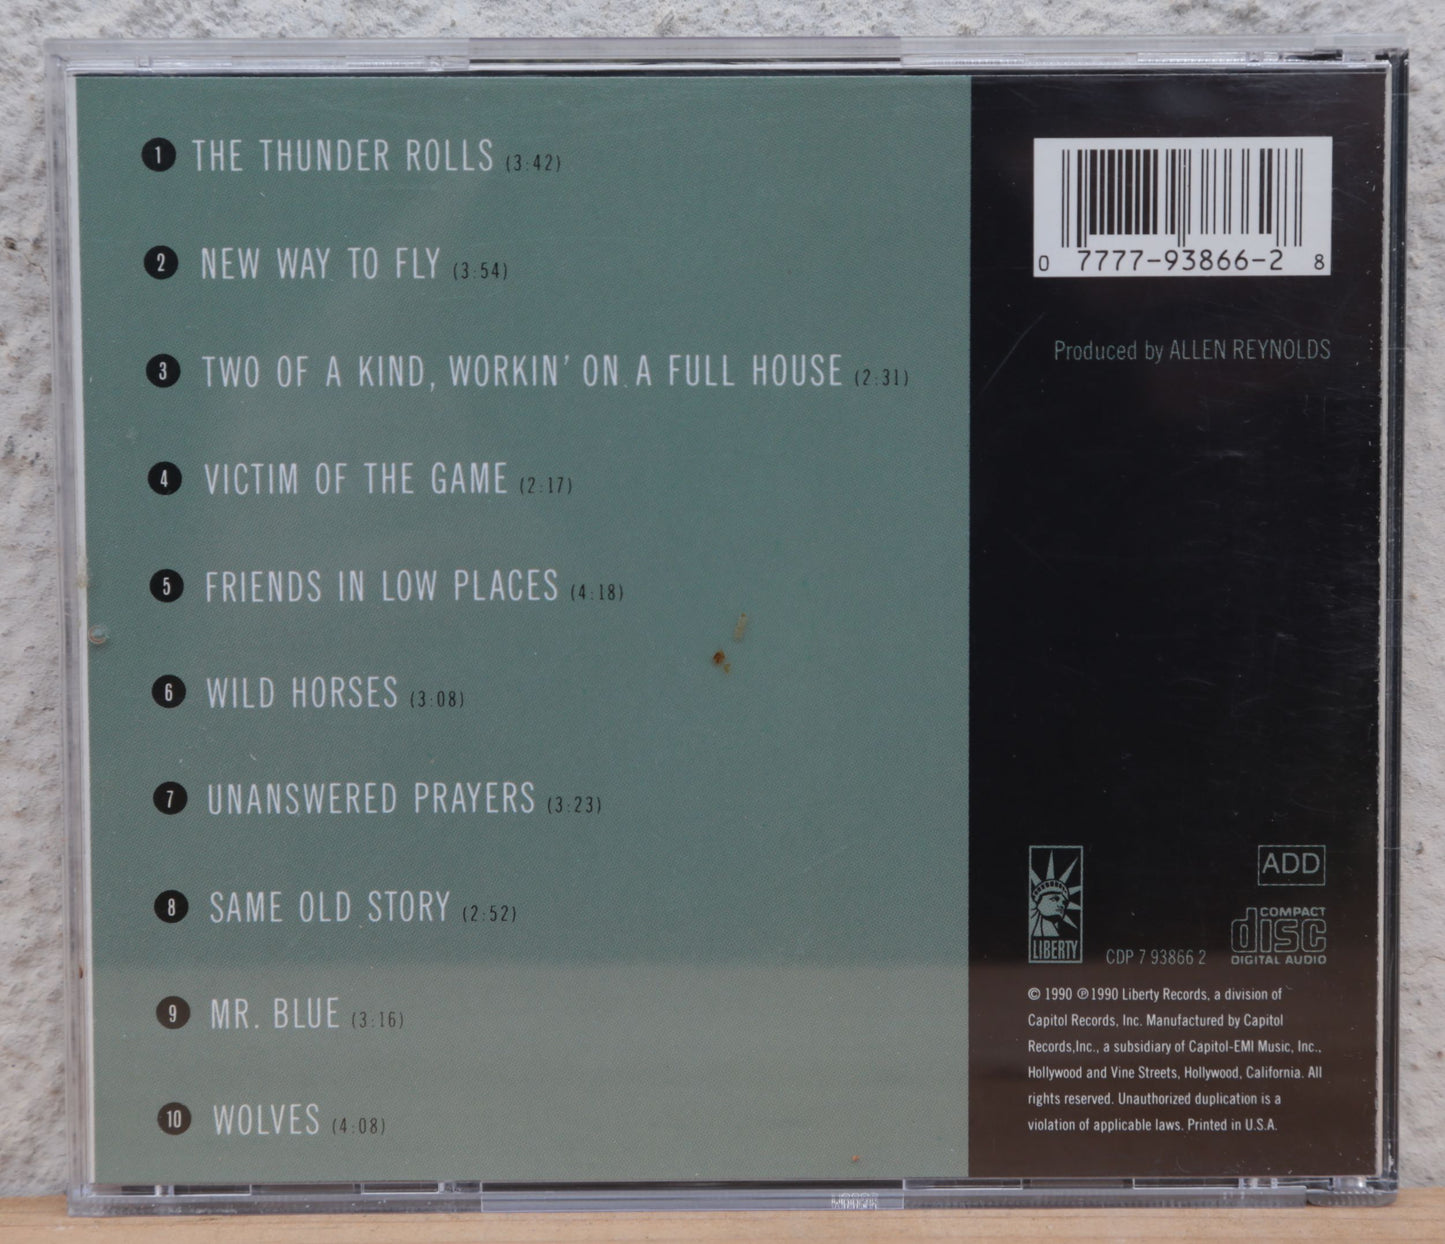 1 THE THUNDER ROLLS (3:42)
2 NEW WAY TO FLY (3:54)
3 TWO OF A KIND, WORKIN' ON A FULL HOUSE (2:31)
4 VICTIM OF THE GAME (2:17)
5 FRIENDS IN LOW PLACES (4:18)
6 WILD HORSES (3:08)
7 UNANSWERED PRAYERS (3:23)
8 SAME OLD STORY (2:52)
9 MR. BLUE (3:16)
10 WOLVES (4:08)
0 7777-93866-2 8
Produced by ALLEN REYNOLDS
ADD
LIBERTY
CDP 7 93866 2
COMPACT
disc
DIGITAL AUDIO
© 1990 ℗ 1990 Liberty Records, a division of
Capitol Records, Inc. Manufactured by Capitol
Records,Inc., a subsidiary of Capitol-EMI Music, Inc.,
Hollywood and Vine Streets, Hollywood, California. All
rights reserved. Unauthorized duplication is a
violation of applicable laws. Printed in U.S.A.